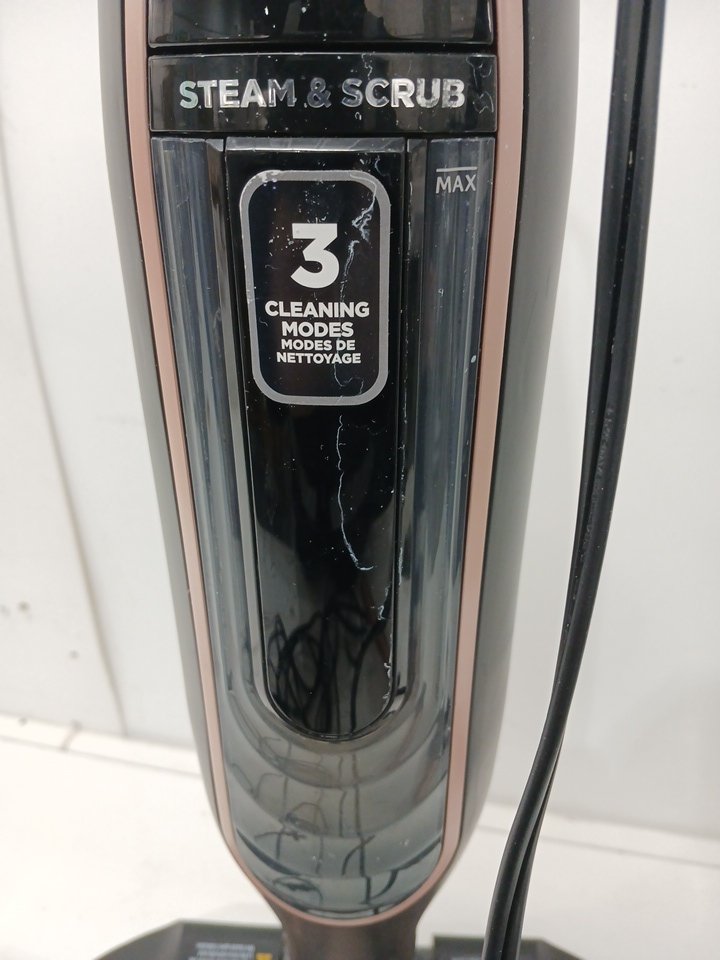 STEAM & SCRUB
MAX
3
CLEANING
MODES
MODES DE
NETTOYAGE